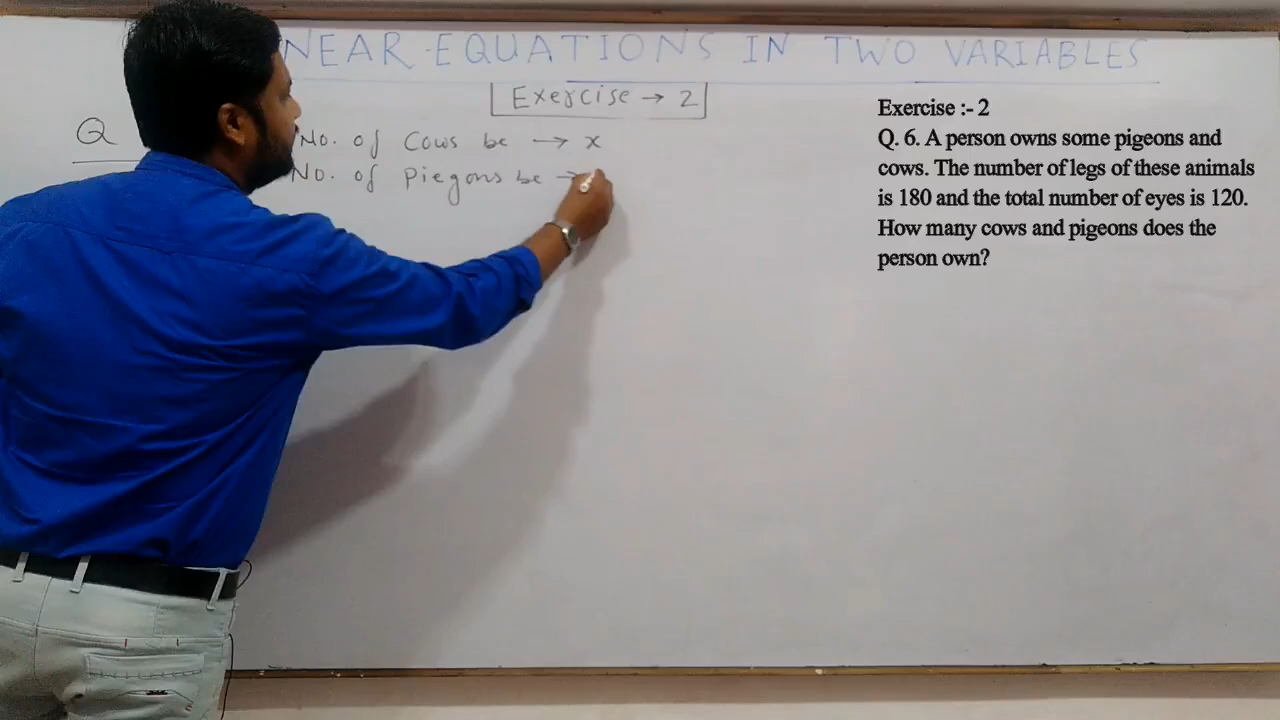 NEAR EQUATIONS IN TWO VARIABLES
Exercise → 2
Q
No. of Cows be → x
No. of Piegons be →
Exercise :- 2
Q. 6. A person owns some pigeons and
cows. The number of legs of these animals
is 180 and the total number of eyes is 120.
How many cows and pigeons does the
person own?